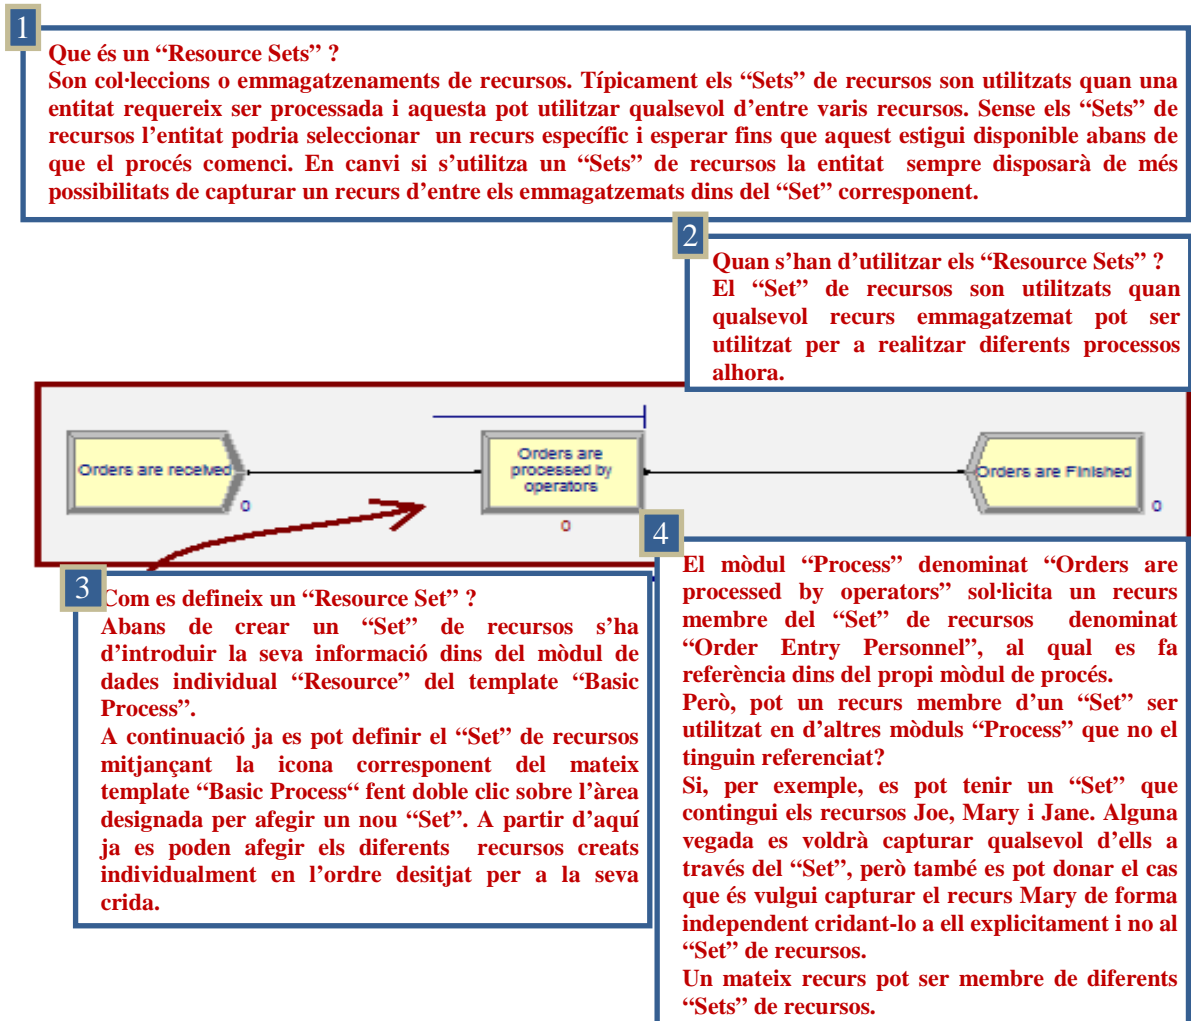 1
Que és un “Resource Sets” ?
Son col·leccions o emmagatzenaments de recursos. Típicament els “Sets” de recursos son utilitzats quan una
entitat requereix ser processada i aquesta pot utilitzar qualsevol d’entre varis recursos. Sense els “Sets” de
recursos l’entitat podria seleccionar un recurs específic i esperar fins que aquest estigui disponible abans de
que el procés comenci. En canvi si s’utilitza un “Sets” de recursos la entitat sempre disposarà de més
possibilitats de capturar un recurs d’entre els emmagatzemats dins del “Set” corresponent.
2
Quan s’han d’utilitzar els “Resource Sets” ?
El “Set” de recursos son utilitzats quan
qualsevol recurs emmagatzemat pot ser
utilitzat per a realitzar diferents processos
alhora.
Orders are received
0
Orders are
processed by
operators
0
Orders are Finished
0
3
Com es defineix un “Resource Set” ?
Abans de crear un “Set” de recursos s’ha
d’introduir la seva informació dins del mòdul de
dades individual “Resource” del template “Basic
Process”.
A continuació ja es pot definir el “Set” de recursos
mitjançant la icona corresponent del mateix
template “Basic Process“ fent doble clic sobre l’àrea
designada per afegir un nou “Set”. A partir d’aquí
ja es poden afegir els diferents recursos creats
individualment en l’ordre desitjat per a la seva
crida.
4
El mòdul “Process” denominat “Orders are
processed by operators” sol·licita un recurs
membre del “Set” de recursos denominat
“Order Entry Personnel”, al qual es fa
referència dins del propi mòdul de procés.
Però, pot un recurs membre d’un “Set” ser
utilitzat en d’altres mòduls “Process” que no el
tinguin referenciat?
Si, per exemple, es pot tenir un “Set” que
contingui els recursos Joe, Mary i Jane. Alguna
vegada es voldrà capturar qualsevol d’ells a
través del “Set”, però també es pot donar el cas
que és vulgui capturar el recurs Mary de forma
independent cridant-lo a ell explicitament i no al
“Set” de recursos.
Un mateix recurs pot ser membre de diferents
“Sets” de recursos.